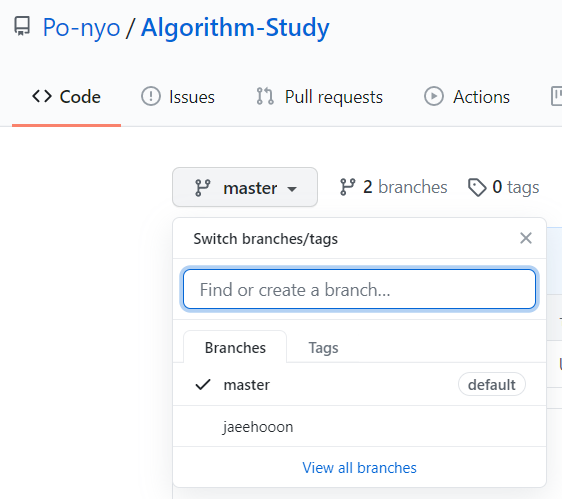 Po-nyo / Algorithm-Study
Code Issues Pull requests Actions
master 2 branches 0 tags
Switch branches/tags
Find or create a branch...
Branches Tags
master default
jaeehooon
View all branches